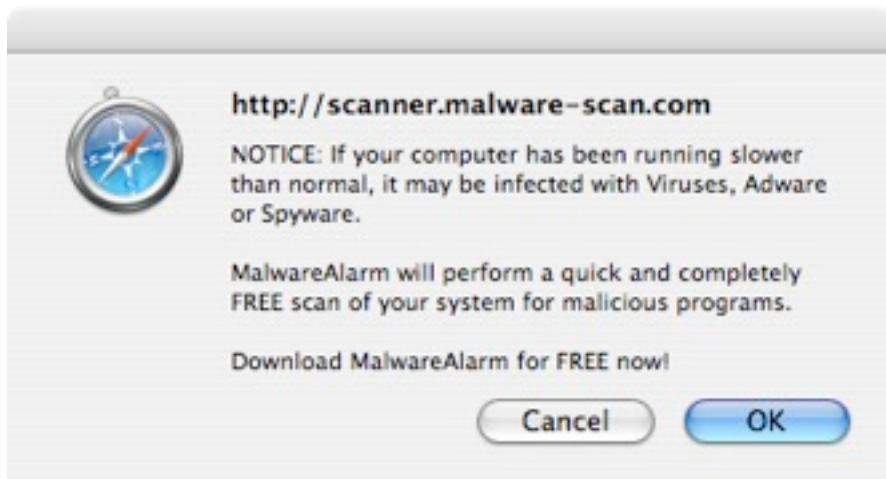 http://scanner.malware-scan.com
NOTICE: If your computer has been running slower
than normal, it may be infected with Viruses, Adware
or Spyware.
MalwareAlarm will perform a quick and completely
FREE scan of your system for malicious programs.
Download MalwareAlarm for FREE now!
Cancel OK